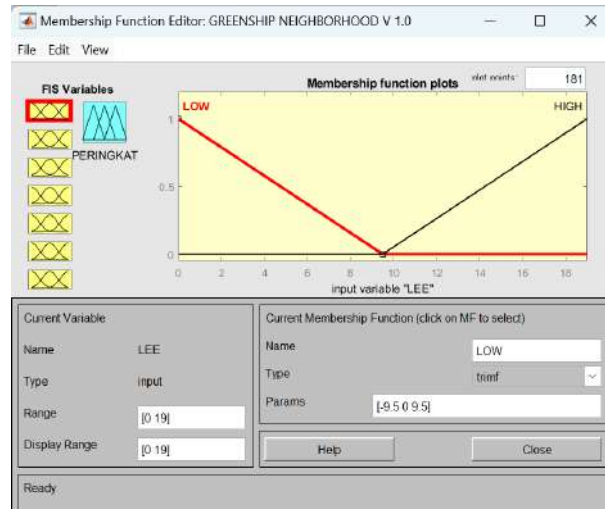 Membership Function Editor: GREENSHIP NEIGHBORHOOD V 1.0
File Edit View
FIS Variables
PERINGKAT
Membership function plots
plot points:
181
LOW
HIGH
1
0.5
0
0 2 4 6 8 10 12 14 16 18
input variable "LEE"
Current Variable
Name LEE
Type input
Range [0 19]
Display Range [0 19]
Current Membership Function (click on MF to select)
Name LOW
Type trimf
Params [-9.5 0 9.5]
Help
Close
Ready